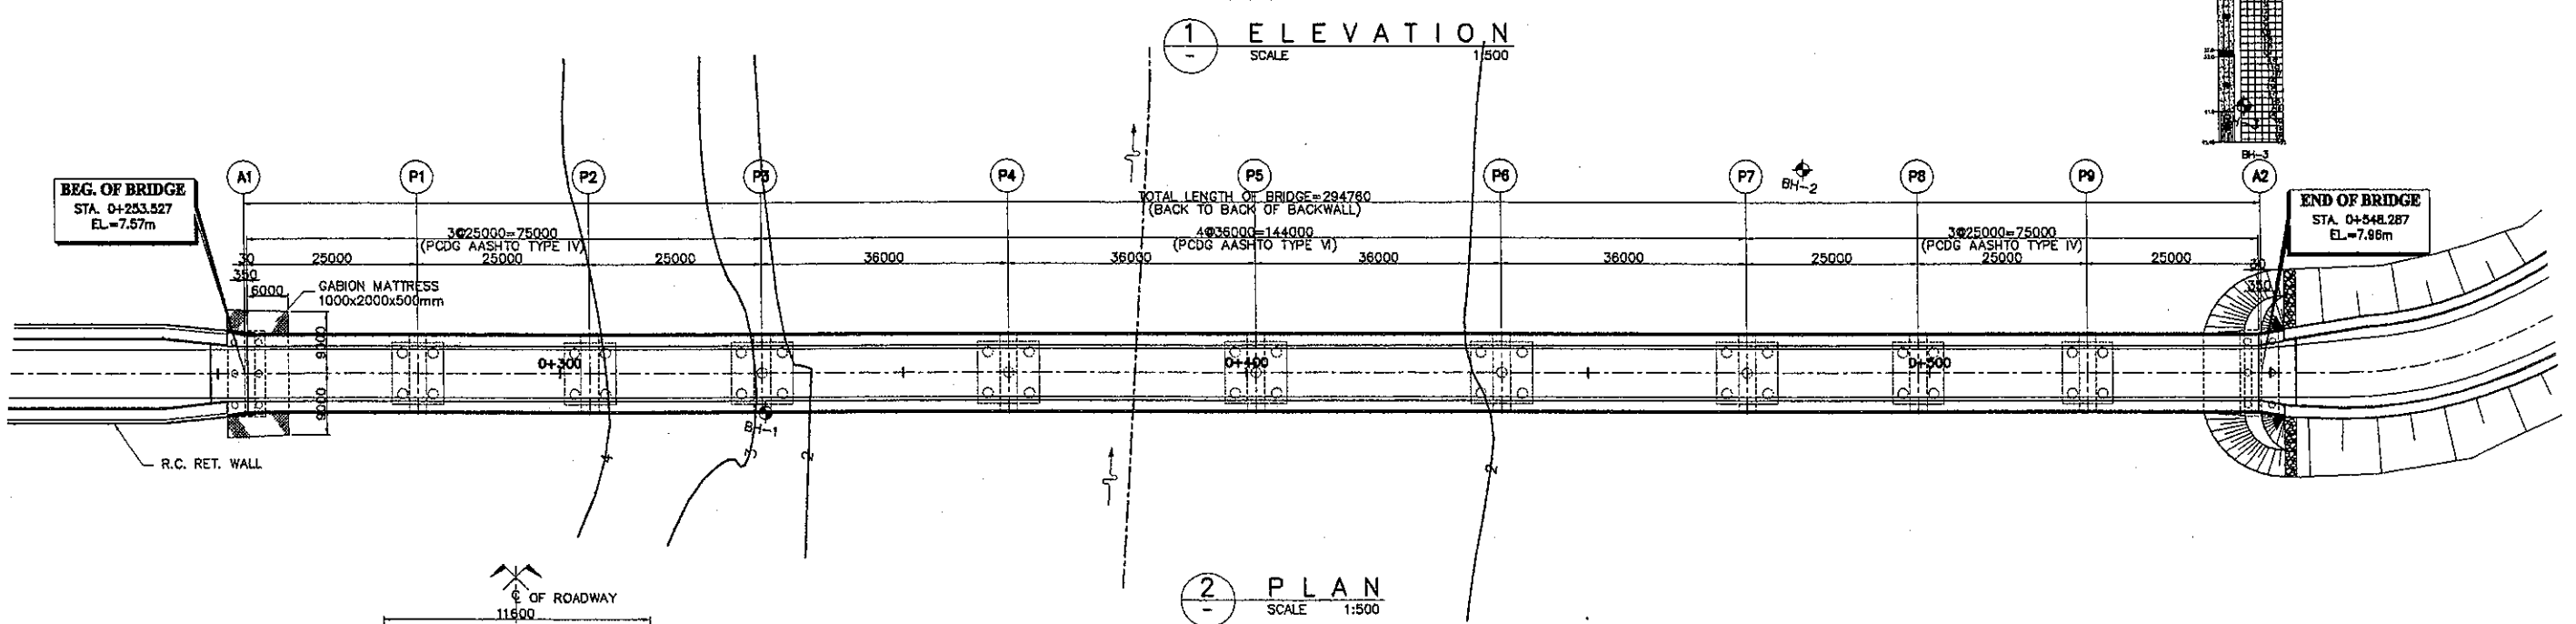 1 ELEVATION
-
SCALE 1:500
BH-3
A1 P1 P2 P3 P4 P5 P6 P7 P8 P9 A2
BH-2
BEG. OF BRIDGE
STA. 0+253.527
EL.=7.57m
TOTAL LENGTH OF BRIDGE=294760
(BACK TO BACK OF BACKWALL)
END OF BRIDGE
STA. 0+548.287
EL.=7.96m
3@25000=75000
(PCDG AASHTO TYPE IV)
4@36000=144000
(PCDG AASHTO TYPE VI)
3@25000=75000
(PCDG AASHTO TYPE IV)
30 25000 25000 25000 36000 36000 36000 36000 25000 25000 25000 30
350
350
6000
GABION MATTRESS
1000x2000x500mm
9000
9000
0+300
0+400
0+500
BH-1
4
3
2
2
R.C. RET. WALL
℄ OF ROADWAY
11600
2 PLAN
-
SCALE 1:500